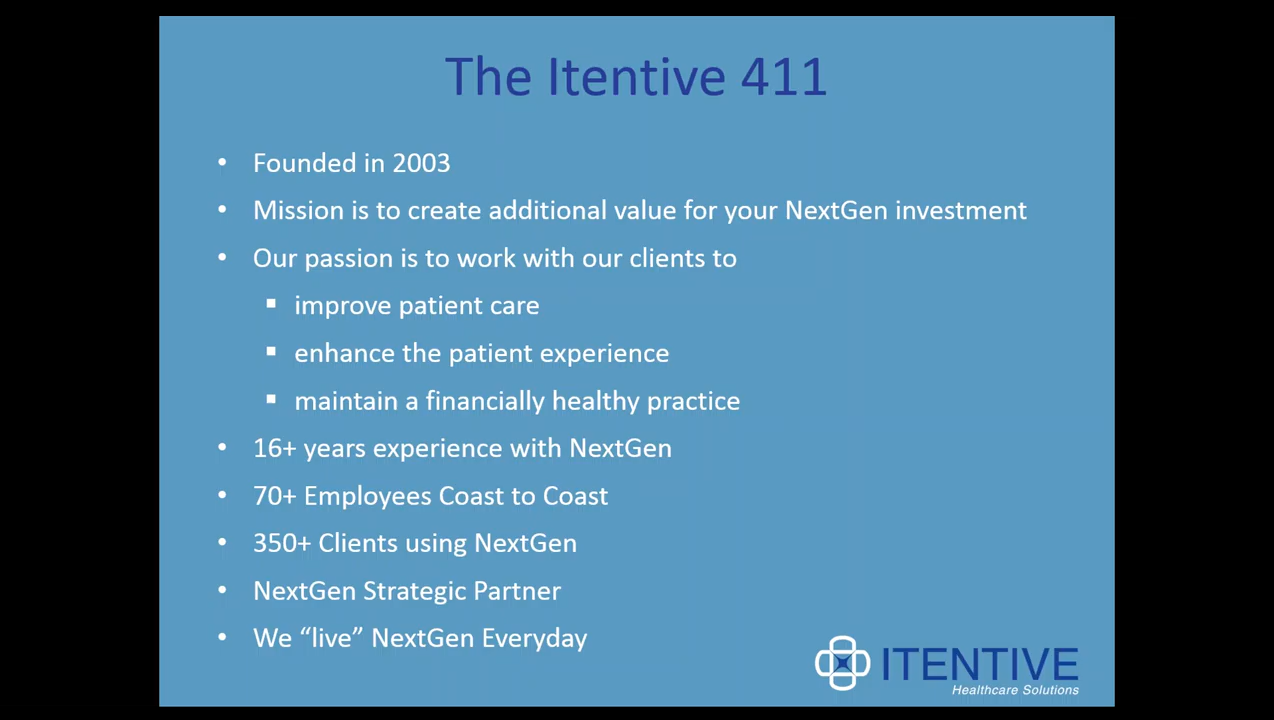 The Itentive 411
• Founded in 2003
• Mission is to create additional value for your NextGen investment
• Our passion is to work with our clients to
▪ improve patient care
▪ enhance the patient experience
▪ maintain a financially healthy practice
• 16+ years experience with NextGen
• 70+ Employees Coast to Coast
• 350+ Clients using NextGen
• NextGen Strategic Partner
• We “live” NextGen Everyday
ITENTIVE
Healthcare Solutions